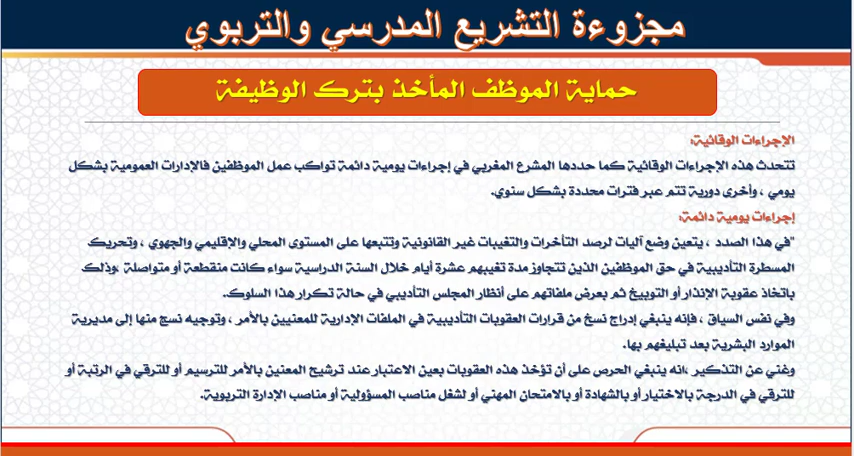 مجزوءة التشريع المدرسي والتربوي
حماية الموظف المأخذ بترك الوظيفة
الإجراءات الوقائية:
تتحدث هذه الإجراءات الوقائية كما حددها المشرع المغربي في إجراءات يومية دائمة تواكب عمل الموظفين فالإدارات العمومية بشكل
يومي ، وأخرى دورية تتم عبر فترات محددة بشكل سنوي.
إجراءات يومية دائمة:
"في هذا الصدد ، يتعين وضع آليات لرصد التأخرات والتغيبات غير القانونية وتتبعها على المستوى المحلي والإقليمي والجهوي ، وتحريك
المسطرة التأديبية في حق الموظفين الذين تتجاوز مدة تغيبهم عشرة أيام خلال السنة الدراسية سواء كانت منقطعة أو متواصلة ،وذلك
باتخاذ عقوبة الإنذار أو التوبيخ ثم بعرض ملفاتهم على أنظار المجلس التأديبي في حالة تكرار هذا السلوك.
وفي نفس السياق ، فإنه ينبغي إدراج نسخ من قرارات العقوبات التأديبية في الملفات الإدارية للمعنيين بالأمر ، وتوجيه نسخ منها إلى مديرية
الموارد البشرية بعد تبليغهم بها.
وغني عن التذكير ،انه ينبغي الحرص على أن تؤخذ هذه العقوبات بعين الاعتبار عند ترشيح المعنين بالأمر للترسيم أو للترقي في الرتبة أو
للترقي في الدرجة بالاختيار أو بالشهادة أو بالامتحان المهني أو لشغل مناصب المسؤولية أو مناصب الإدارة التربوية.